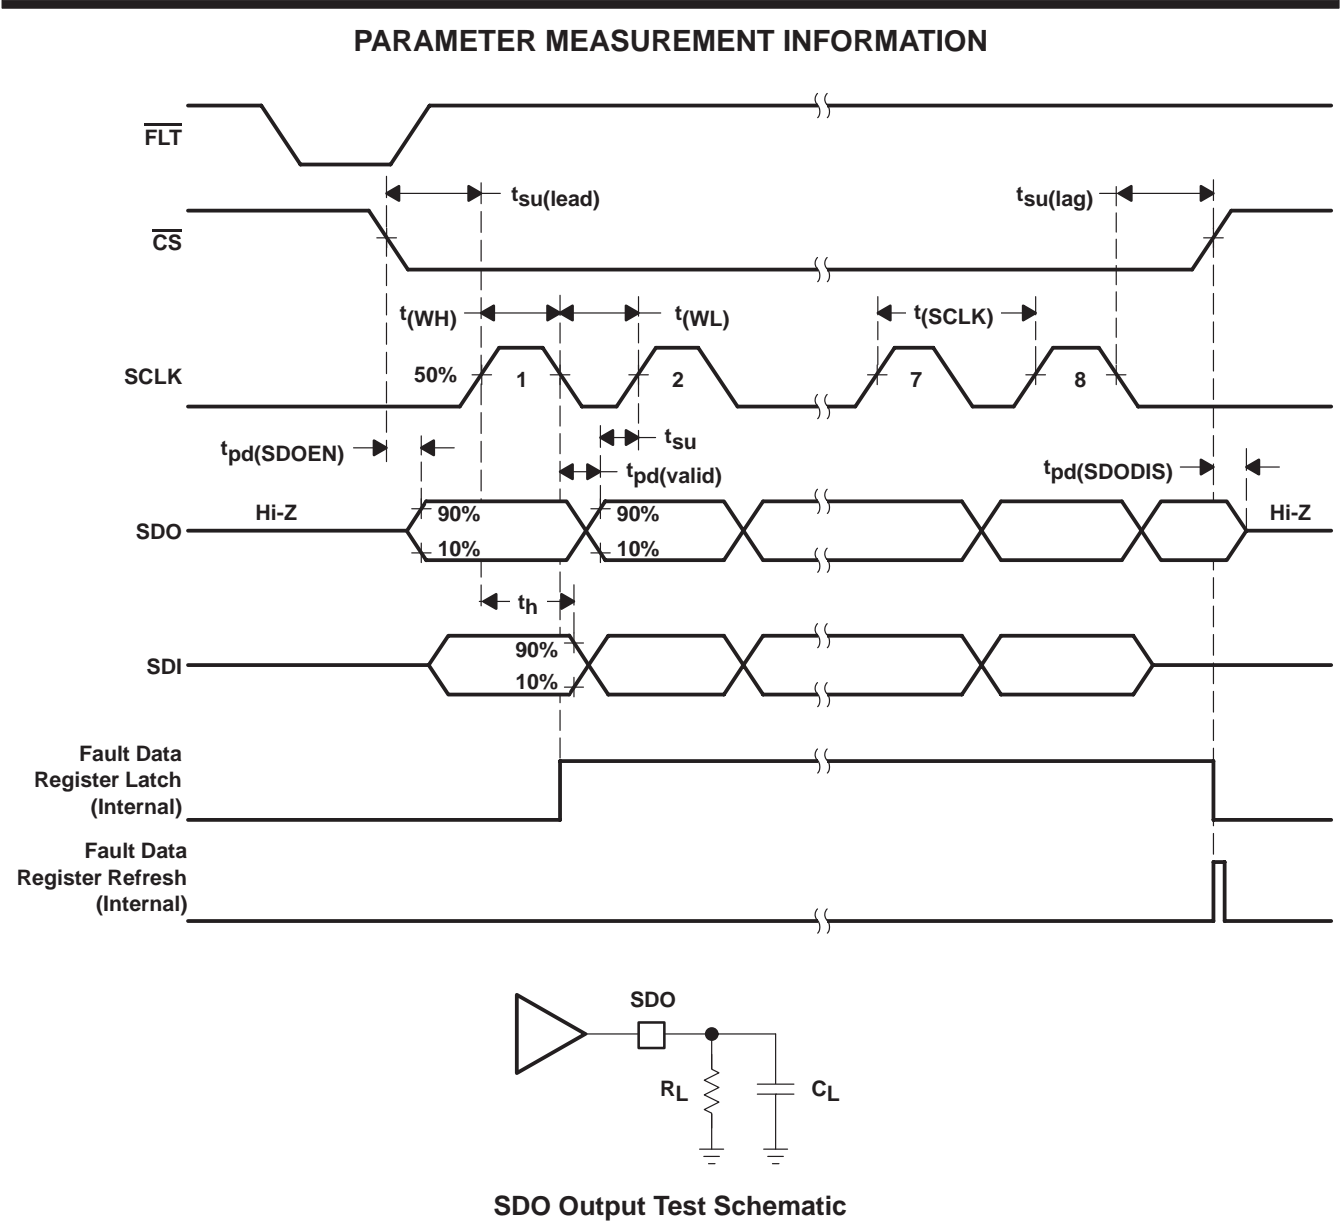 PARAMETER MEASUREMENT INFORMATION
FLT
tsu(lead)
tsu(lag)
CS
t(WH)
t(WL)
t(SCLK)
SCLK
50%
1
2
7
8
tsu
tpd(SDOEN)
tpd(valid)
tpd(SDODIS)
Hi-Z
90%
90%
Hi-Z
SDO
10%
10%
th
90%
SDI
10%
Fault Data
Register Latch
(Internal)
Fault Data
Register Refresh
(Internal)
SDO
RL
CL
SDO Output Test Schematic